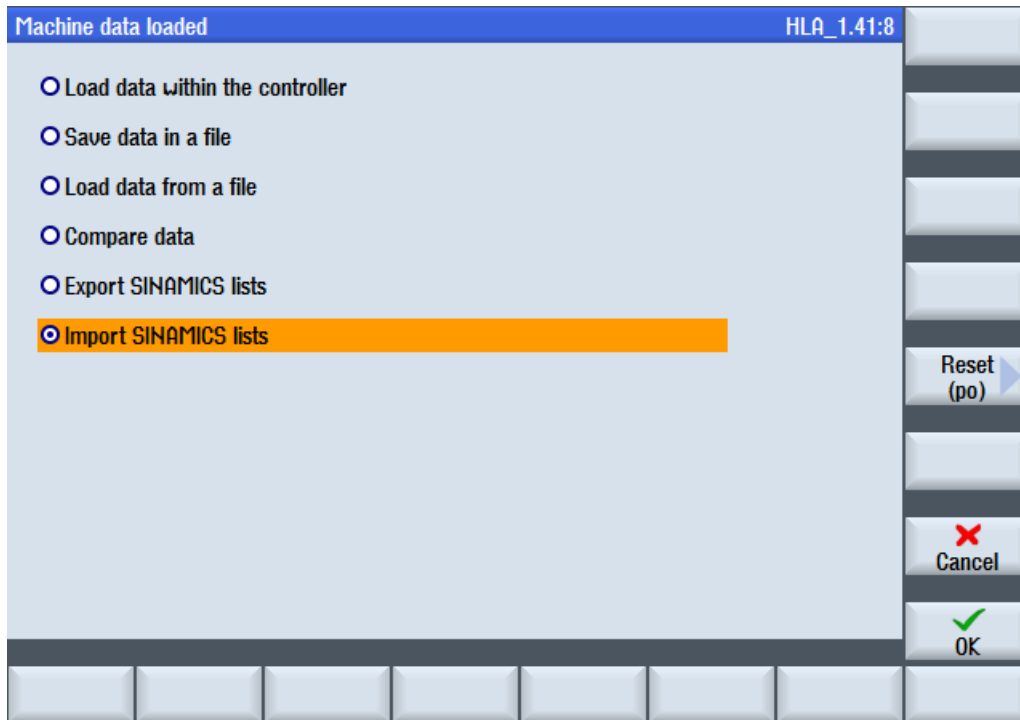 Machine data loaded HLA_1.41:8
Load data within the controller
Save data in a file
Load data from a file
Compare data
Export SINAMICS lists
Import SINAMICS lists
Reset
(po)
Cancel
OK